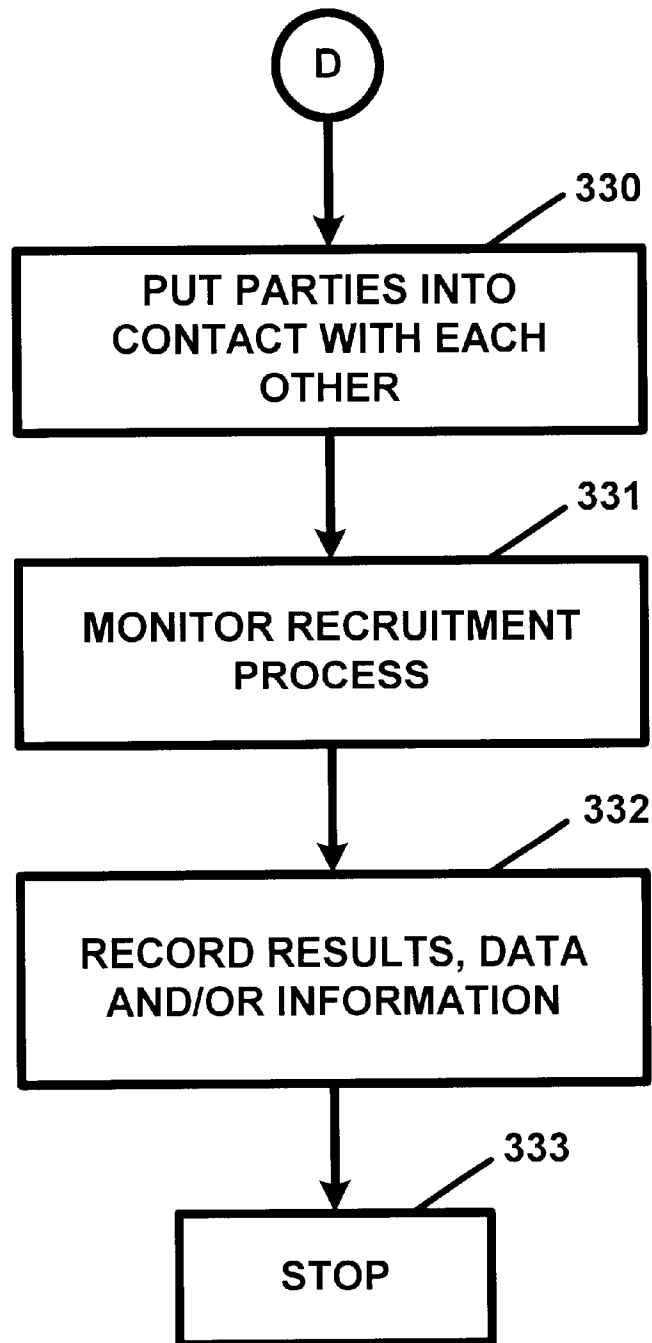 D
330
PUT PARTIES INTO
CONTACT WITH EACH
OTHER
331
MONITOR RECRUITMENT
PROCESS
332
RECORD RESULTS, DATA
AND/OR INFORMATION
333
STOP